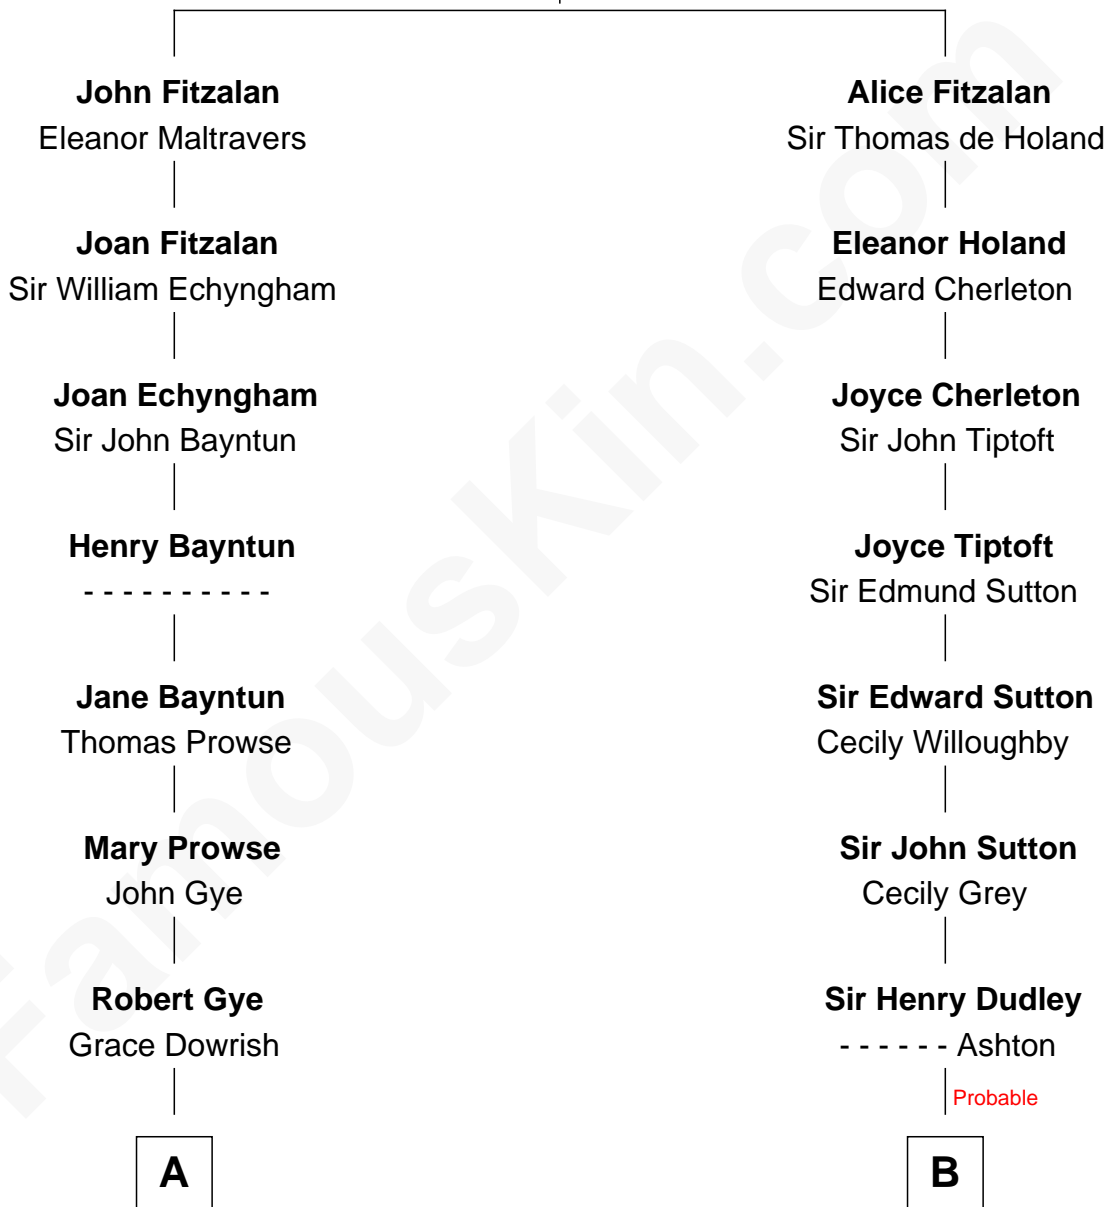 John Fitzalan
Eleanor Maltravers
Joan Fitzalan
Sir William Echyngham
Joan Echyngham
Sir John Bayntun
Henry Bayntun
- - - - - - - - - -
Jane Bayntun
Thomas Prowse
Mary Prowse
John Gye
Robert Gye
Grace Dowrish
A
Alice Fitzalan
Sir Thomas de Holand
Eleanor Holand
Edward Cherleton
Joyce Cherleton
Sir John Tiptoft
Joyce Tiptoft
Sir Edmund Sutton
Sir Edward Sutton
Cecily Willoughby
Sir John Sutton
Cecily Grey
Sir Henry Dudley
- - - - - - Ashton
Probable
B
FamousKin.com